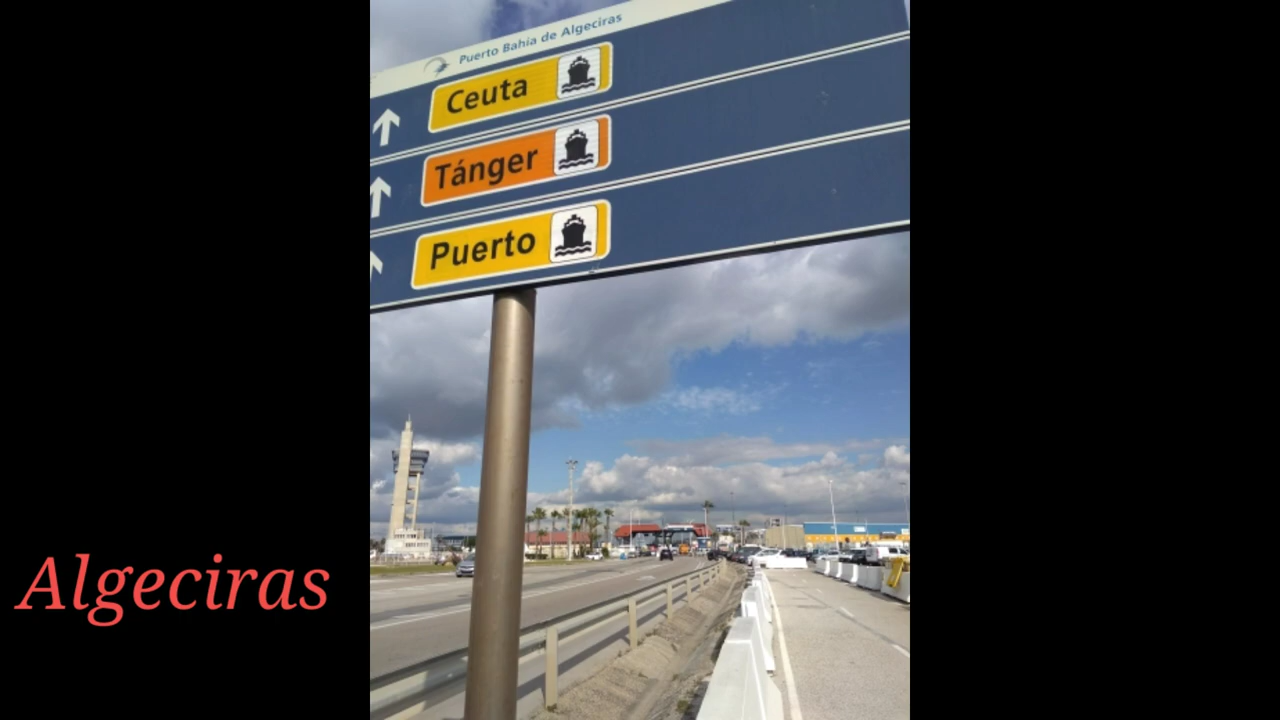 Puerto Bahía de Algeciras
Ceuta
Tánger
Puerto
Algeciras